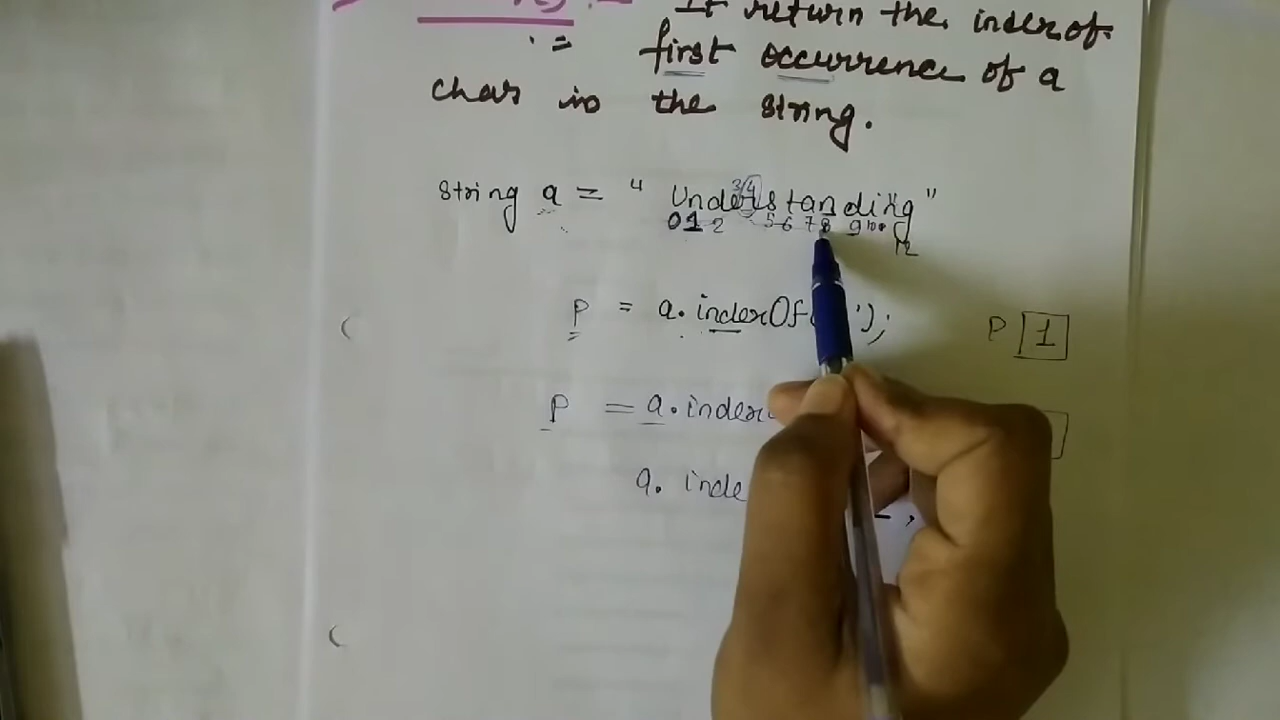 It return the index of
:= first occurrence of a
char in the string.
String a = " Understanding"
3 4
0 1 2 5 6 7 8 9 10 12
P = a. indexOf( '); P 1
P = a. index
a. inde ,